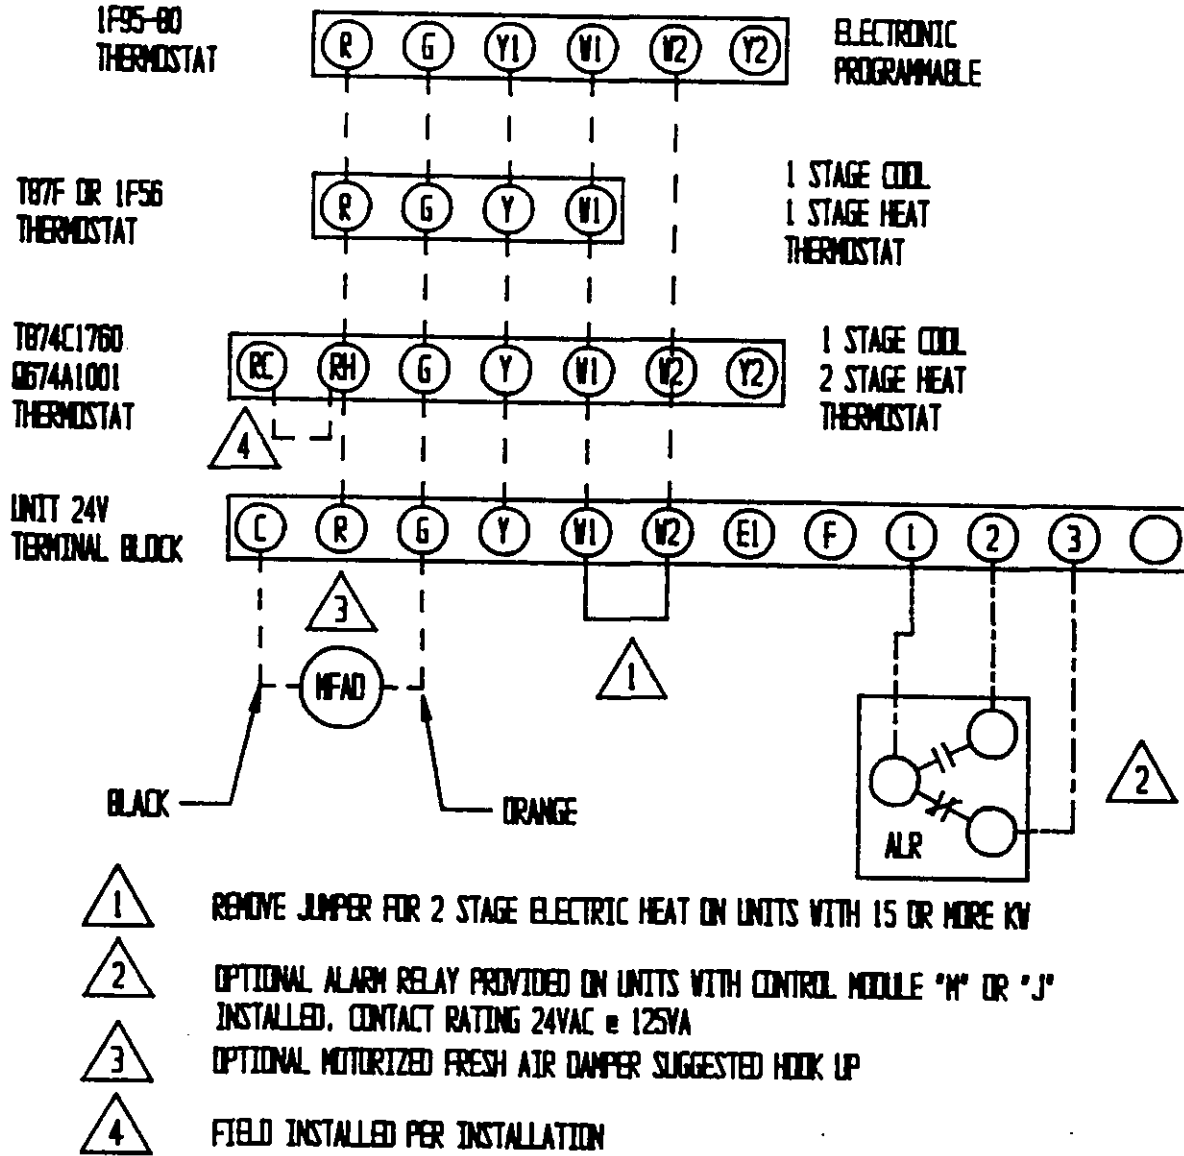 1F95-80
THERMOSTAT
R G Y1 W1 W2 Y2
ELECTRONIC
PROGRAMMABLE
T87F OR 1F56
THERMOSTAT
R G Y W1
1 STAGE COOL
1 STAGE HEAT
THERMOSTAT
T874C1760
Q674A1001
THERMOSTAT
RC RH G Y W1 W2 Y2
1 STAGE COOL
2 STAGE HEAT
THERMOSTAT
4
UNIT 24V
TERMINAL BLOCK
C R G Y W1 W2 E1 F 1 2 3
3
MFAD
1
BLACK
ORANGE
ALR
2
1 REMOVE JUMPER FOR 2 STAGE ELECTRIC HEAT ON UNITS WITH 15 OR MORE KW
2 OPTIONAL ALARM RELAY PROVIDED ON UNITS WITH CONTROL MODULE "M" OR "J"
INSTALLED. CONTACT RATING 24VAC @ 125VA
3 OPTIONAL MOTORIZED FRESH AIR DAMPER SUGGESTED HOOK UP
4 FIELD INSTALLED PER INSTALLATION